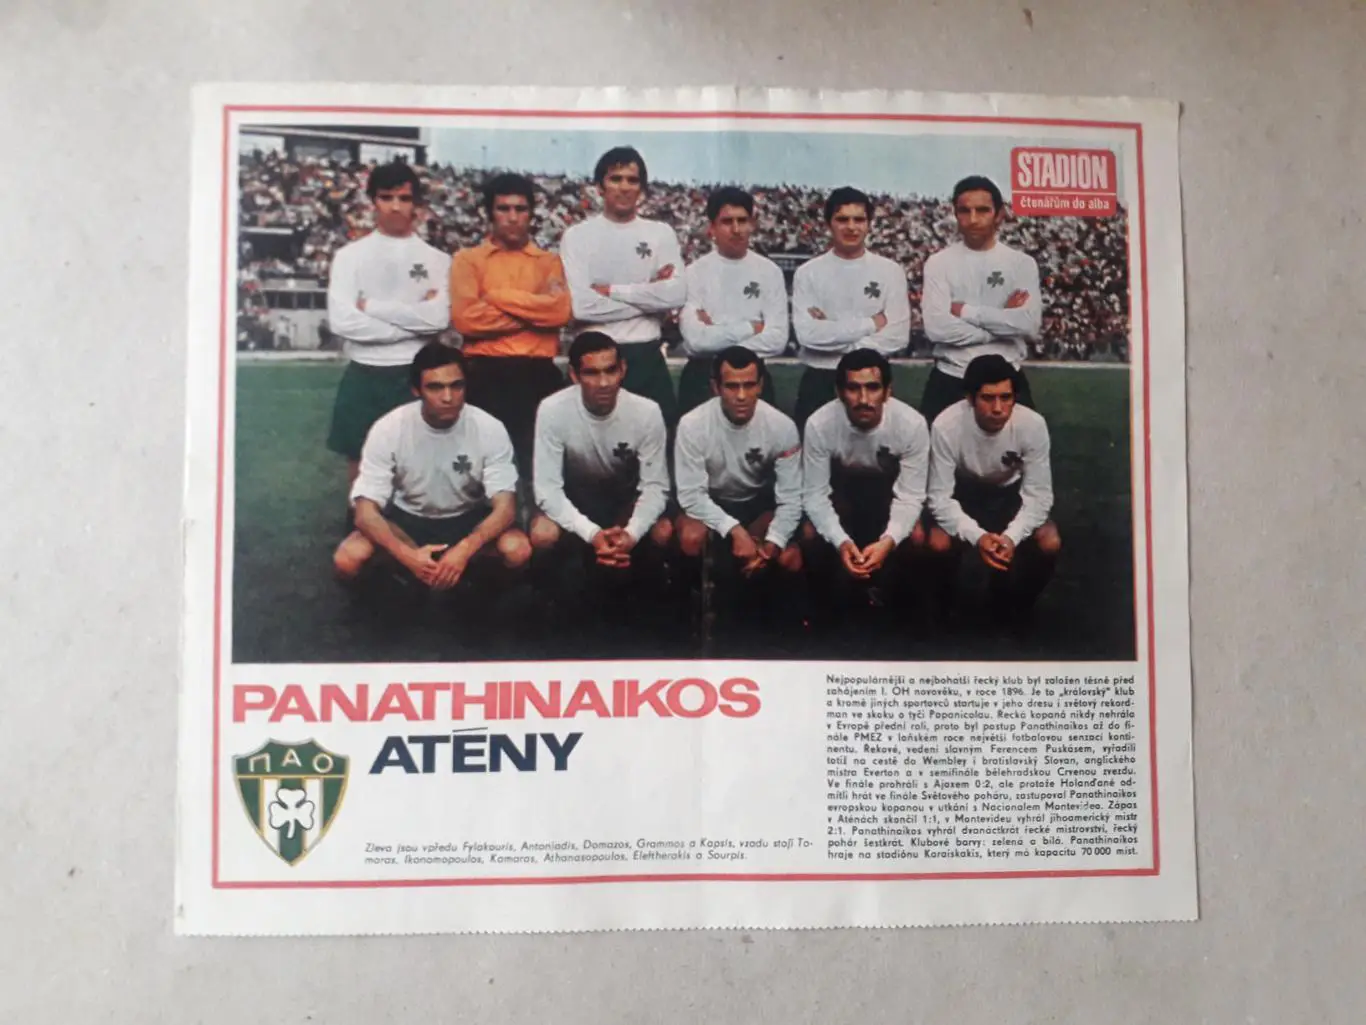 STADION
čtenářům do alba
PANATHINAIKOS
ATÉNY
ΠΑΟ
Zleva jsou vpředu Fylakouris, Antoniadis, Domazos, Grammos a Kapsis, vzadu stojí To-
maras, Ikonomopoulos, Kamaras, Athanasopoulos, Eleftherakis a Sourpis.
Nejpopulárnější a nejbohatší řecký klub byl založen těsně před
zahájením I. OH novověku, v roce 1896. Je to „královský" klub
a kromě jiných sportovců startuje v jeho dresu i světový rekord-
man ve skoku o tyči Papanicolau. Řecká kopaná nikdy nehrála
v Evropě přední roli, proto byl postup Panathinaikos až do fi-
nále PMEZ v loňském roce největší fotbalovou senzací konti-
nentu. Řekové, vedení slavným Ferencem Puskásem, vyřadili
totiž na cestě do Wembley i bratislavský Slovan, anglického
mistra Everton a v semifinále bělehradskou Crvenou zvezdu.
Ve finále prohráli s Ajaxem 0:2, ale protože Holanďané od-
mítli hrát ve finále Světového poháru, zastupoval Panathinaikos
evropskou kopanou v utkání s Nacionalem Montevideo. Zápas
v Aténách skončil 1:1, v Montevideu vyhrál jihoamerický mistr
2:1. Panathinaikos vyhrál dvanáctkrát řecké mistrovství, řecký
pohár šestkrát. Klubové barvy: zelená a bílá. Panathinaikos
hraje na stadiónu Karaiskakis, který má kapacitu 70 000 míst.